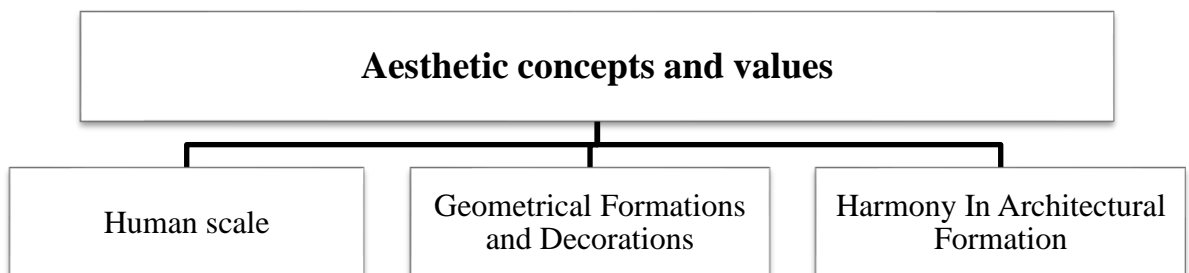 Aesthetic concepts and values
Human scale
Geometrical Formations
and Decorations
Harmony In Architectural
Formation